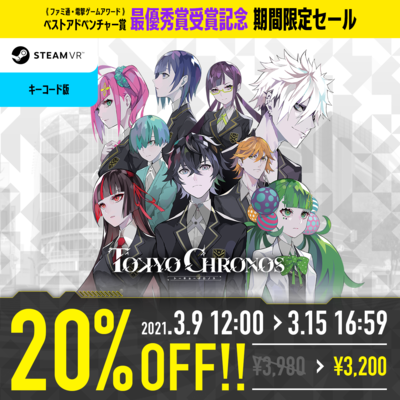 (ファミ通・電撃ゲームアワード)
ベストアドベンチャー賞 最優秀賞受賞記念 期間限定セール
STEAMVR™
キーコード版
TOKYO CHRONOS
20%OFF!!
2021.3.9 12:00 > 3.15 16:59
¥3,980 > ¥3,200